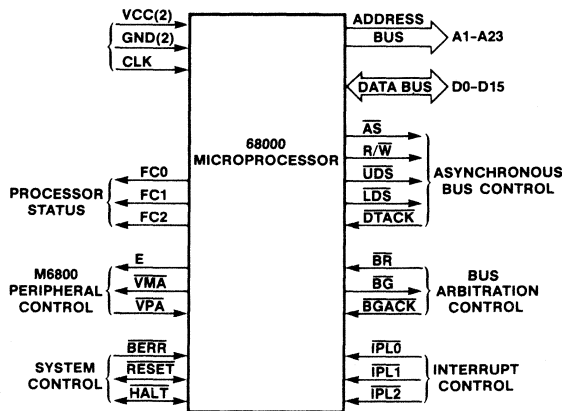 VCC(2)
GND(2)
CLK
ADDRESS
BUS
A1-A23
DATA BUS
D0-D15
68000
MICROPROCESSOR
AS
R/W
UDS
LDS
DTACK
ASYNCHRONOUS
BUS CONTROL
PROCESSOR
STATUS
FC0
FC1
FC2
M6800
PERIPHERAL
CONTROL
E
VMA
VPA
BR
BG
BGACK
BUS
ARBITRATION
CONTROL
SYSTEM
CONTROL
BERR
RESET
HALT
IPL0
IPL1
IPL2
INTERRUPT
CONTROL